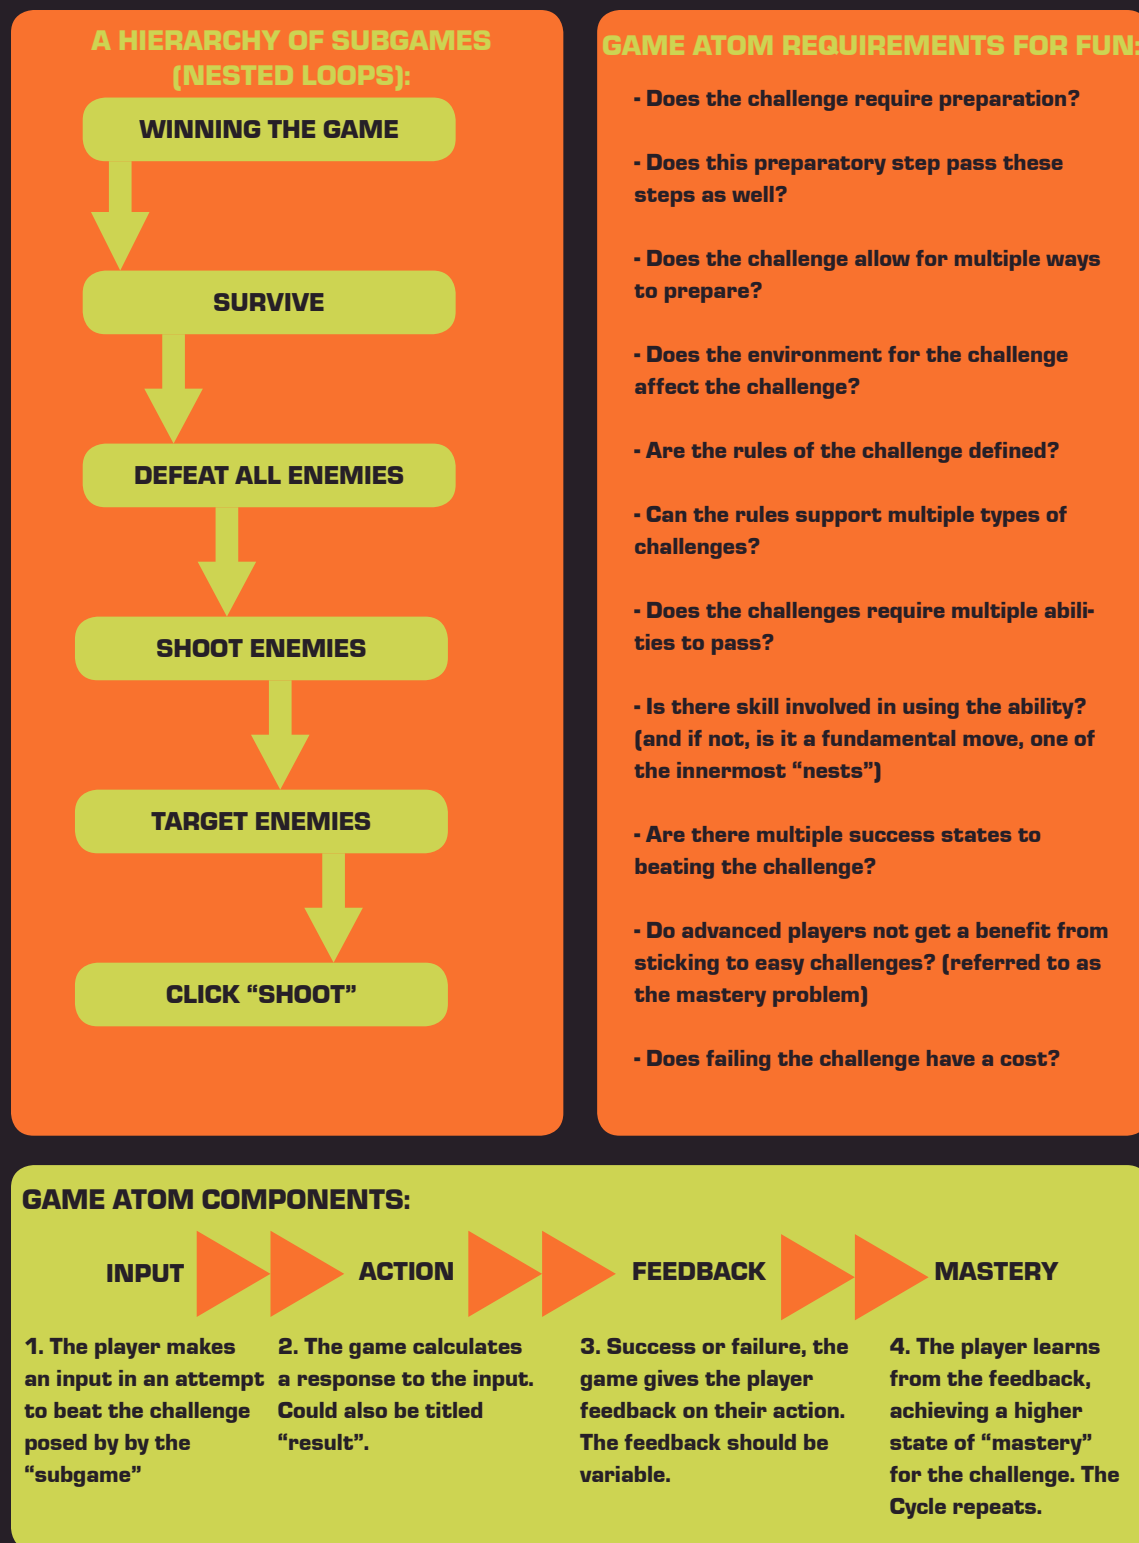 A HIERARCHY OF SUBGAMES
(NESTED LOOPS):
WINNING THE GAME
SURVIVE
DEFEAT ALL ENEMIES
SHOOT ENEMIES
TARGET ENEMIES
CLICK “SHOOT”
GAME ATOM REQUIREMENTS FOR FUN:
- Does the challenge require preparation?
- Does this preparatory step pass these
steps as well?
- Does the challenge allow for multiple ways
to prepare?
- Does the environment for the challenge
affect the challenge?
- Are the rules of the challenge defined?
- Can the rules support multiple types of
challenges?
- Does the challenges require multiple abili-
ties to pass?
- Is there skill involved in using the ability?
(and if not, is it a fundamental move, one of
the innermost “nests”)
- Are there multiple success states to
beating the challenge?
- Do advanced players not get a benefit from
sticking to easy challenges? (referred to as
the mastery problem)
- Does failing the challenge have a cost?
GAME ATOM COMPONENTS:
INPUT
ACTION
FEEDBACK
MASTERY
1. The player makes
an input in an attempt
to beat the challenge
posed by by the
“subgame”
2. The game calculates
a response to the input.
Could also be titled
“result”.
3. Success or failure, the
game gives the player
feedback on their action.
The feedback should be
variable.
4. The player learns
from the feedback,
achieving a higher
state of “mastery”
for the challenge. The
Cycle repeats.